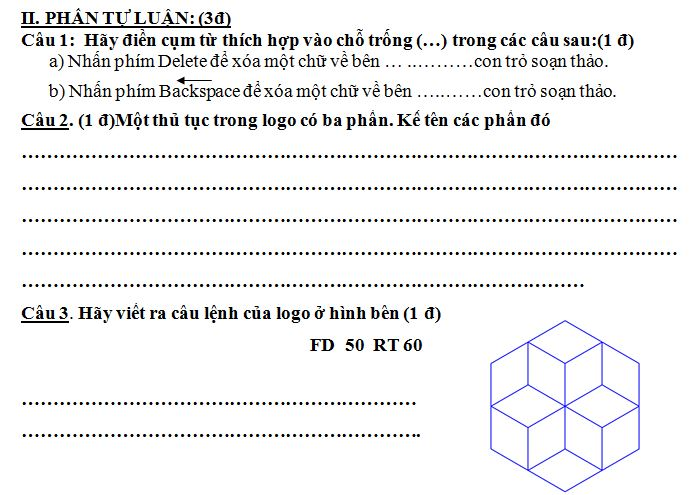 II. PHẦN TỰ LUẬN: (3đ)
Câu 1: Hãy điền cụm từ thích hợp vào chỗ trống (…) trong các câu sau:(1 đ)
a) Nhấn phím Delete để xóa một chữ về bên … ..………con trỏ soạn thảo.
b) Nhấn phím Backspace để xóa một chữ về bên …..……con trỏ soạn thảo.
Câu 2. (1 đ)Một thủ tục trong logo có ba phần. Kể tên các phần đó
……………………………………………………………………………………
……………………………………………………………………………………
……………………………………………………………………………………
……………………………………………………………………………………
………………………………………………………………………
Câu 3. Hãy viết ra câu lệnh của logo ở hình bên (1 đ)
FD 50 RT 60
…………………………………………………
………………………………………………….